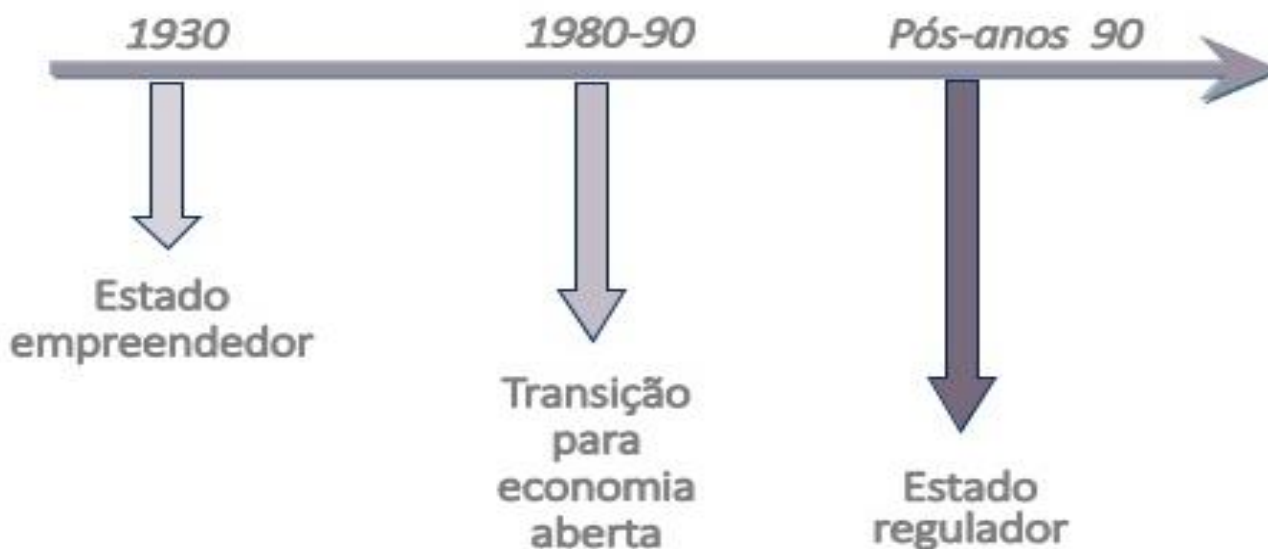 1930
1980-90
Pós-anos 90
Estado
empreendedor
Transição
para
economia
aberta
Estado
regulador